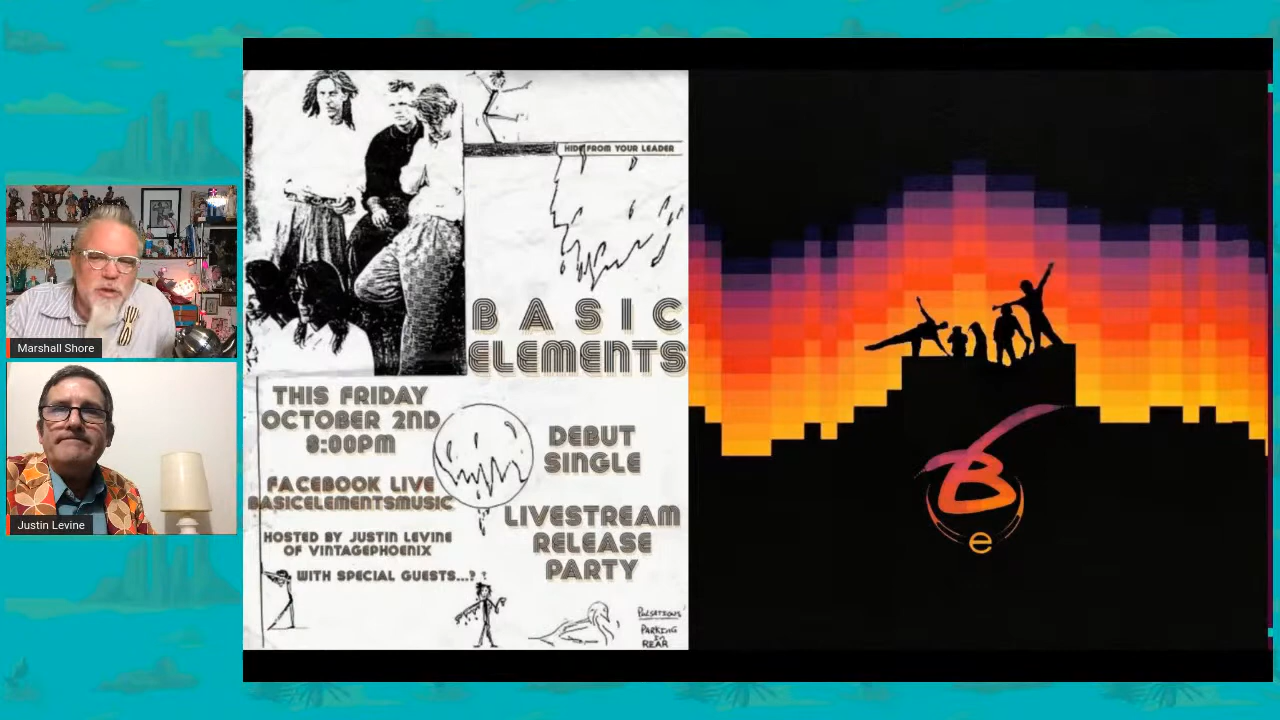 Marshall Shore
Justin Levine
HIDE FROM YOUR LEADER
BASIC
ELEMENTS
THIS FRIDAY
OCTOBER 2ND
8:00PM
FACEBOOK LIVE
BASICELEMENTSMUSIC
HOSTED BY JUSTIN LEVINE
OF VINTAGEPHOENIX
WITH SPECIAL GUESTS...?
DEBUT
SINGLE
LIVESTREAM
RELEASE
PARTY
PULSATIONS'
PARKING
IN
REAR
B
e